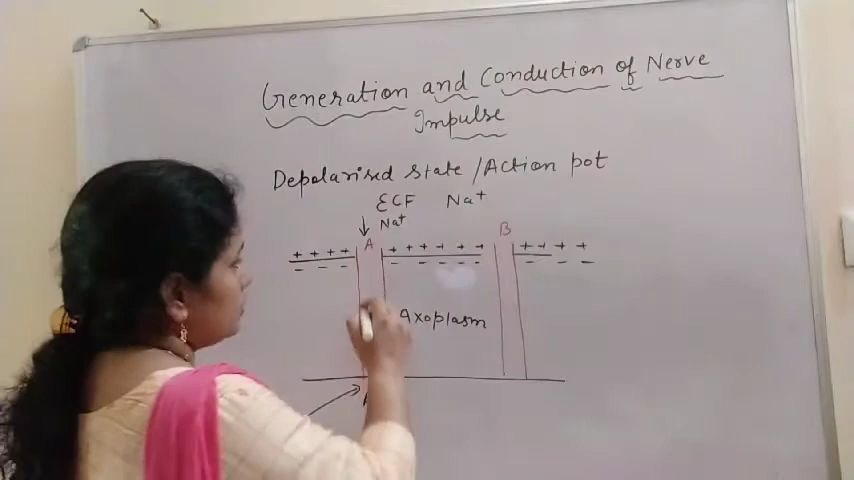 Generation and Conduction of Nerve
Impulse
Depolarised state / Action pot
ECF Na+
↓ Na+
A B
+ + + + + + + + + + + + + +
- - - - - - - - - -
Axoplasm